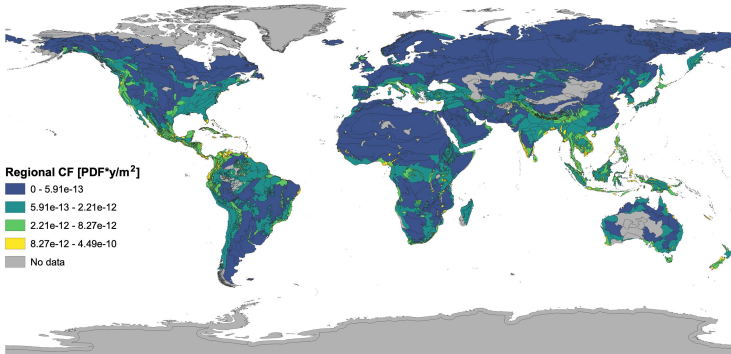 Regional CF [PDF*y/m²]
0 - 5.91e-13
5.91e-13 - 2.21e-12
2.21e-12 - 8.27e-12
8.27e-12 - 4.49e-10
No data